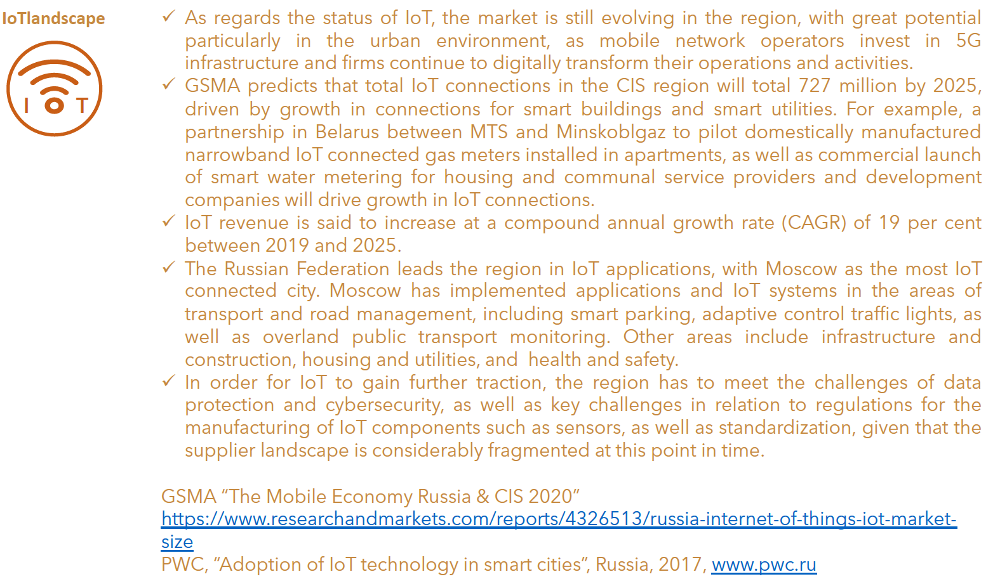 IoTlandscape
I O T
✓ As regards the status of IoT, the market is still evolving in the region, with great potential
particularly in the urban environment, as mobile network operators invest in 5G
infrastructure and firms continue to digitally transform their operations and activities.
✓ GSMA predicts that total IoT connections in the CIS region will total 727 million by 2025,
driven by growth in connections for smart buildings and smart utilities. For example, a
partnership in Belarus between MTS and Minskoblgaz to pilot domestically manufactured
narrowband IoT connected gas meters installed in apartments, as well as commercial launch
of smart water metering for housing and communal service providers and development
companies will drive growth in IoT connections.
✓ IoT revenue is said to increase at a compound annual growth rate (CAGR) of 19 per cent
between 2019 and 2025.
✓ The Russian Federation leads the region in IoT applications, with Moscow as the most IoT
connected city. Moscow has implemented applications and IoT systems in the areas of
transport and road management, including smart parking, adaptive control traffic lights, as
well as overland public transport monitoring. Other areas include infrastructure and
construction, housing and utilities, and  health and safety.
✓ In order for IoT to gain further traction, the region has to meet the challenges of data
protection and cybersecurity, as well as key challenges in relation to regulations for the
manufacturing of IoT components such as sensors, as well as standardization, given that the
supplier landscape is considerably fragmented at this point in time.
GSMA “The Mobile Economy Russia & CIS 2020”
https://www.researchandmarkets.com/reports/4326513/russia-internet-of-things-iot-market-
size
PWC, “Adoption of IoT technology in smart cities”, Russia, 2017, www.pwc.ru